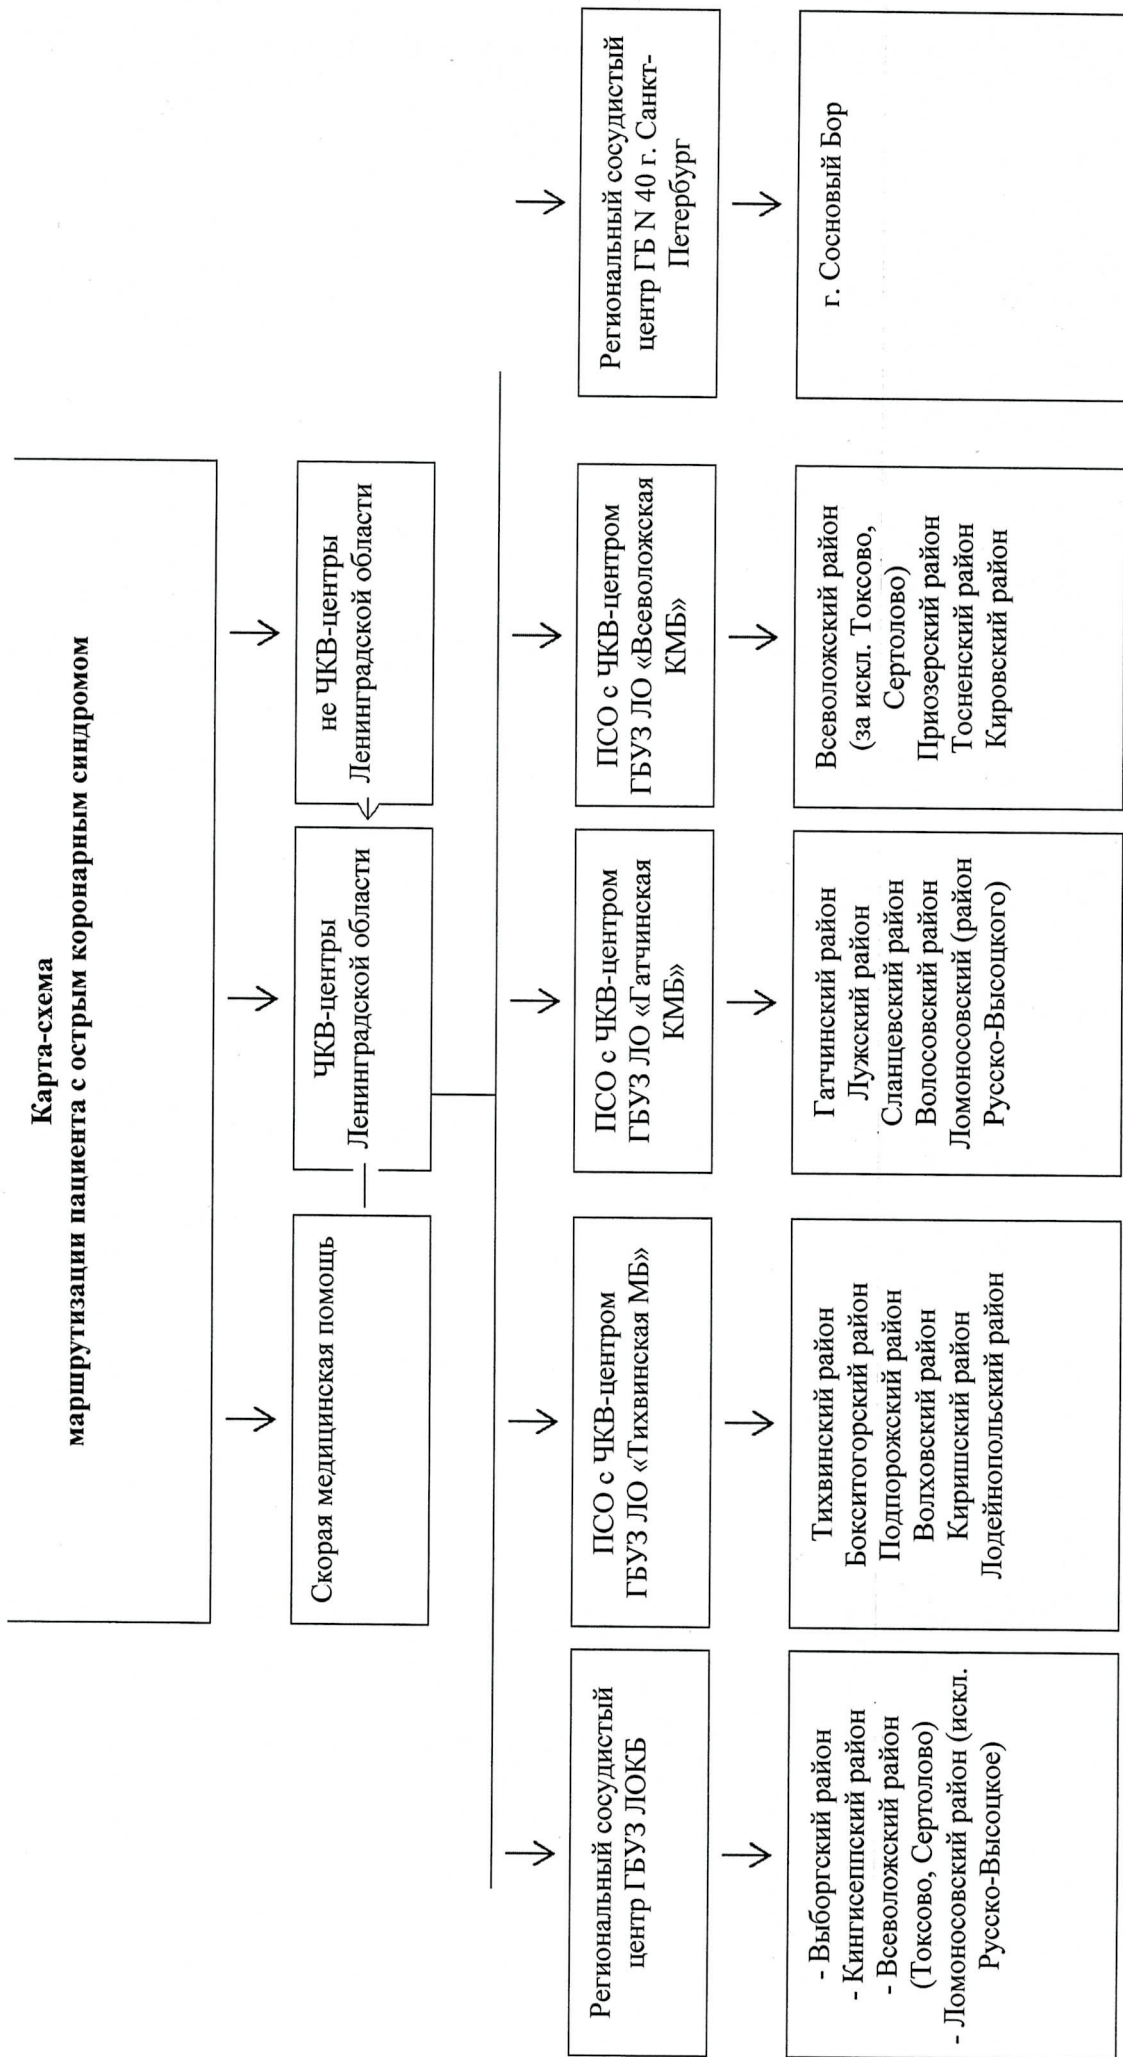 Карта-схема
маршрутизации пациента с острым коронарным синдромом
Скорая медицинская помощь
ЧКВ-центры
Ленинградской области
не ЧКВ-центры
Ленинградской области
Региональный сосудистый
центр ГБУЗ ЛОКБ
ПСО с ЧКВ-центром
ГБУЗ ЛО «Тихвинская МБ»
ПСО с ЧКВ-центром
ГБУЗ ЛО «Гатчинская
КМБ»
ПСО с ЧКВ-центром
ГБУЗ ЛО «Всеволожская
КМБ»
Региональный сосудистый
центр ГБ N 40 г. Санкт-
Петербург
- Выборгский район
- Кингисеппский район
- Всеволожский район
(Токсово, Сертолово)
- Ломоносовский район (искл.
Русско-Высоцкое)
Тихвинский район
Бокситогорский район
Подпорожский район
Волховский район
Киришский район
Лодейнопольский район
Гатчинский район
Лужский район
Сланцевский район
Волосовский район
Ломоносовский (район
Русско-Высоцкого)
Всеволожский район
(за искл. Токсово,
Сертолово)
Приозерский район
Тосненский район
Кировский район
г. Сосновый Бор